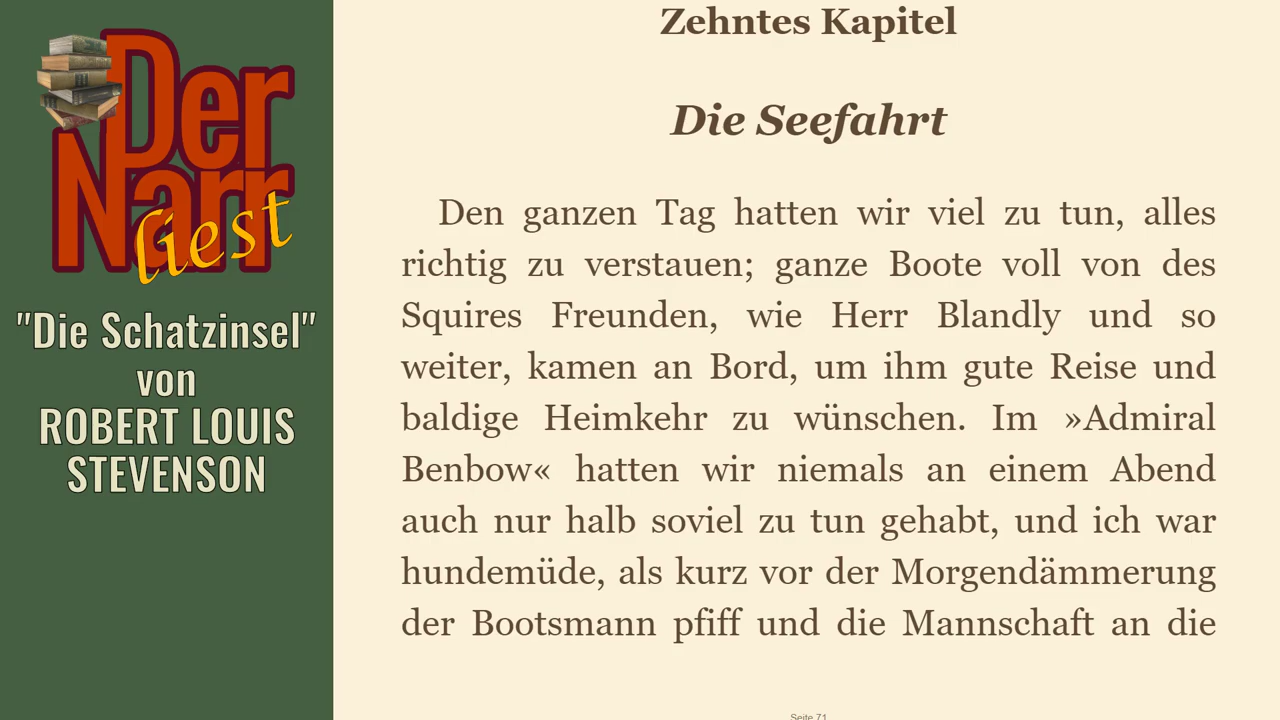 Der
Narr
liest
"Die Schatzinsel"
von
ROBERT LOUIS
STEVENSON
Zehntes Kapitel
Die Seefahrt
Den ganzen Tag hatten wir viel zu tun, alles
richtig zu verstauen; ganze Boote voll von des
Squires Freunden, wie Herr Blandly und so
weiter, kamen an Bord, um ihm gute Reise und
baldige Heimkehr zu wünschen. Im »Admiral
Benbow« hatten wir niemals an einem Abend
auch nur halb soviel zu tun gehabt, und ich war
hundemüde, als kurz vor der Morgendämmerung
der Bootsmann pfiff und die Mannschaft an die
Seite 71